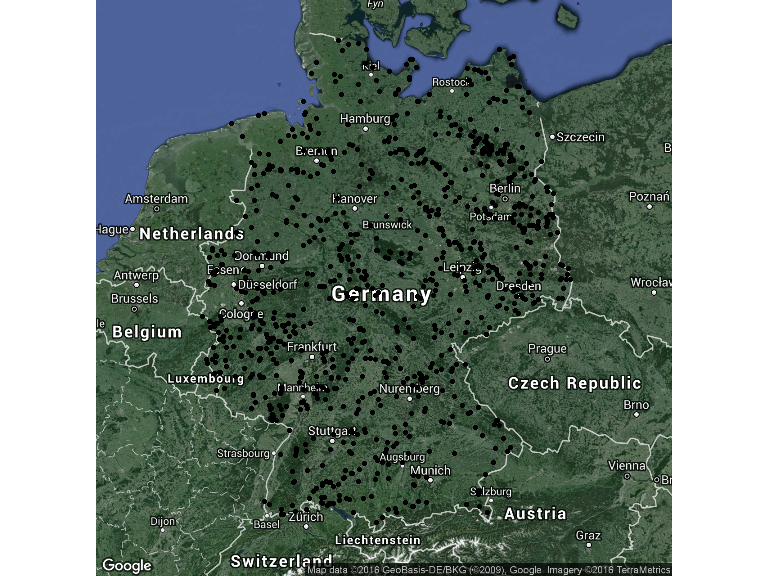 Fyn
Kiel
Rostock
Hamburg
Szczecin
B
Bremen
Berlin
Amsterdam
Hanover
Poznań
Potsdam
Hague
Netherlands
Brunswick
Dortmund
Essen
Leipzig
Antwerp
Düsseldorf
Dresden
Wrocław
Brussels
Germany
Cologne
le
Belgium
Frankfurt
Prague
Luxembourg
Mannheim
Nuremberg
Czech Republic
Brno
Stuttgart
Strasbourg
Augsburg
Munich
Vienna
Br
Salzburg
Dijon
Basel
Zürich
Austria
Liechtenstein
Graz
Switzerland
Google
Map data ©2016 GeoBasis-DE/BKG (©2009), Google Imagery ©2016 TerraMetrics